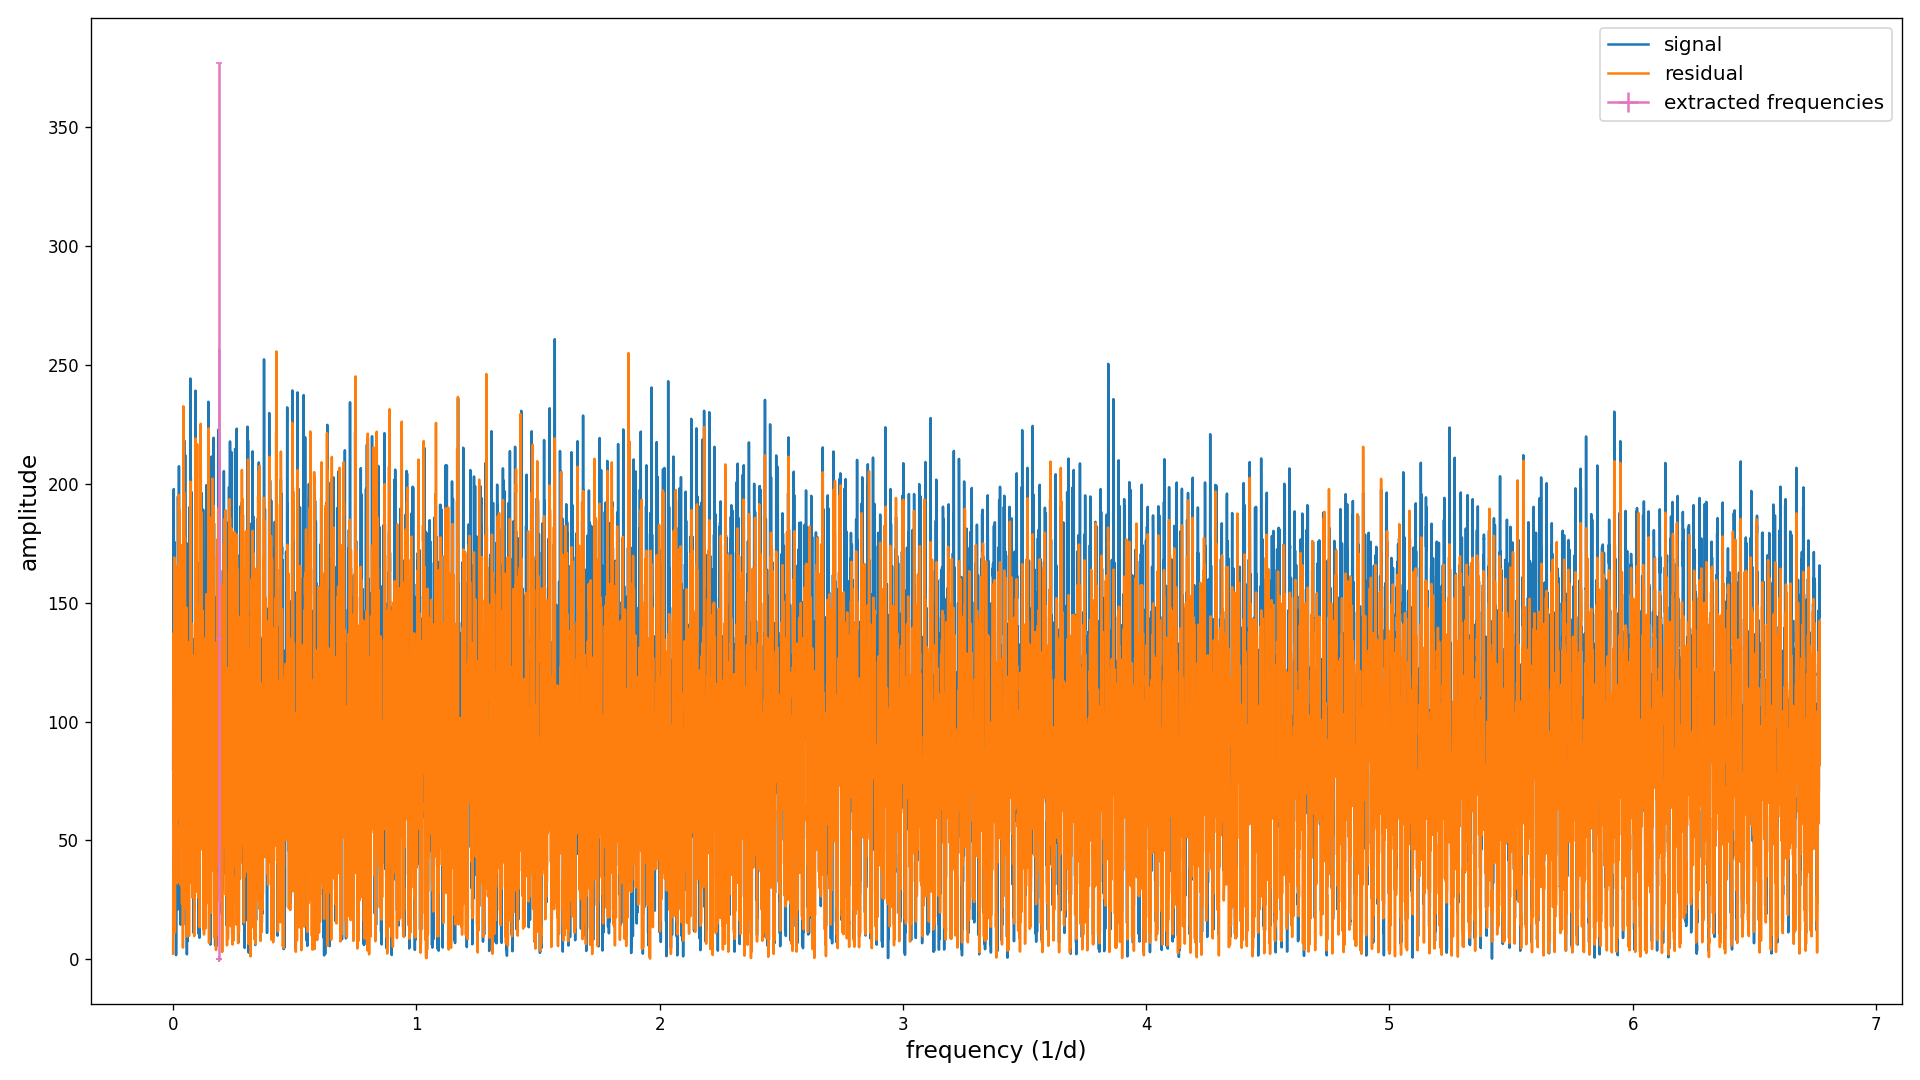 signal
residual
extracted frequencies
amplitude
350
300
250
200
150
100
50
0
0 1 2 3 4 5 6 7
frequency (1/d)